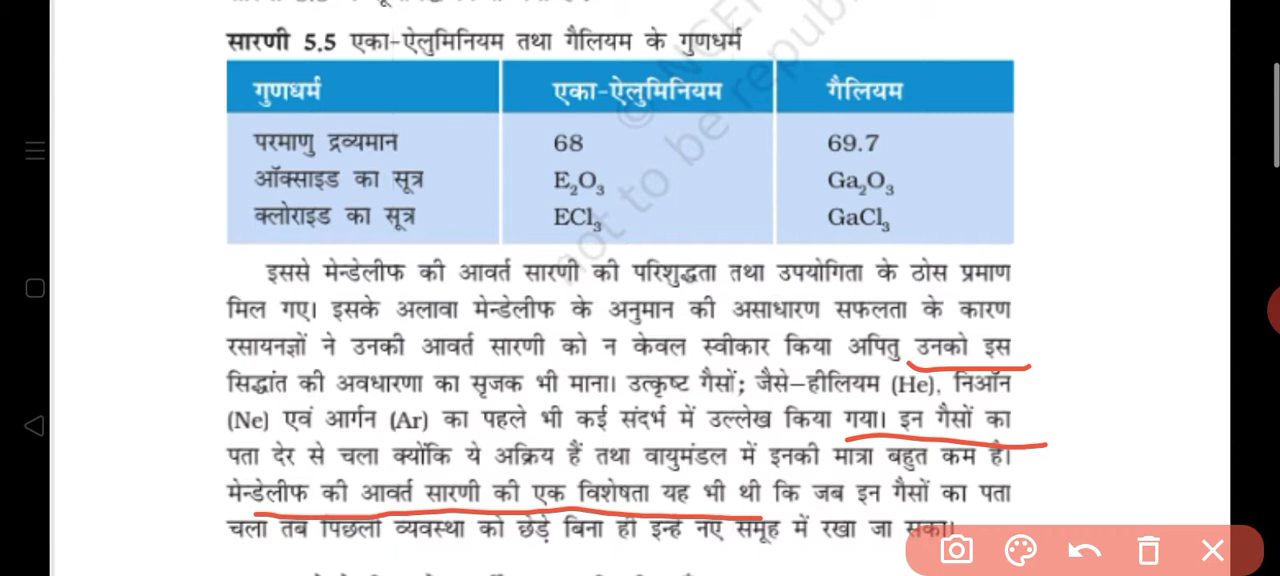 सारणी 5.5 एका-ऐलुमिनियम तथा गैलियम के गुणधर्म
गुणधर्म एका-ऐलुमिनियम गैलियम
परमाणु द्रव्यमान 68 69.7
ऑक्साइड का सूत्र E₂O₃ Ga₂O₃
क्लोराइड का सूत्र ECl₃ GaCl₃
इससे मेन्डेलीफ की आवर्त सारणी की परिशुद्धता तथा उपयोगिता के ठोस प्रमाण
मिल गए। इसके अलावा मेन्डेलीफ के अनुमान की असाधारण सफलता के कारण
रसायनज्ञों ने उनकी आवर्त सारणी को न केवल स्वीकार किया अपितु उनको इस
सिद्धांत की अवधारणा का सृजक भी माना। उत्कृष्ट गैसों; जैसे–हीलियम (He), निऑन
(Ne) एवं आर्गन (Ar) का पहले भी कई संदर्भ में उल्लेख किया गया। इन गैसों का
पता देर से चला क्योंकि ये अक्रिय हैं तथा वायुमंडल में इनकी मात्रा बहुत कम है।
मेन्डेलीफ की आवर्त सारणी की एक विशेषता यह भी थी कि जब इन गैसों का पता
चला तब पिछली व्यवस्था को छेड़े बिना ही इन्हें नए समूह में रखा जा सका।
not to be republ